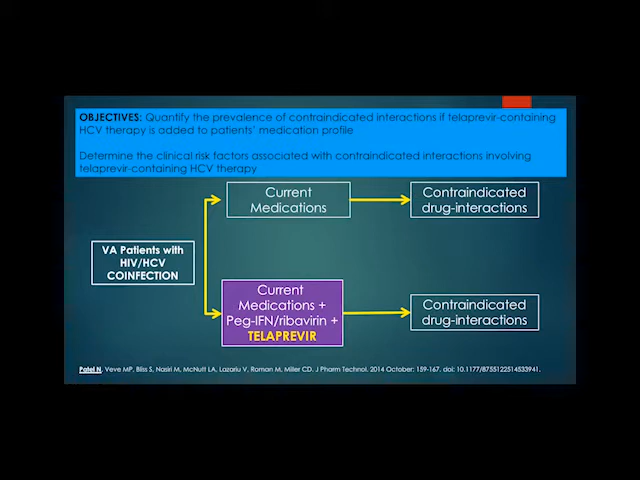 OBJECTIVES: Quantify the prevalence of contraindicated interactions if telaprevir-containing
HCV therapy is added to patients' medication profile
Determine the clinical risk factors associated with contraindicated interactions involving
telaprevir-containing HCV therapy
Current
Medications
Contraindicated
drug-interactions
VA Patients with
HIV/HCV
COINFECTION
Current
Medications +
Peg-IFN/ribavirin +
TELAPREVIR
Contraindicated
drug-interactions
Patel N, Veve MP, Bliss S, Nasiri M, McNutt LA, Lazariu V, Roman M, Miller CD. J Pharm Technol. 2014 October: 159-167. doi: 10.1177/8755122514533941.